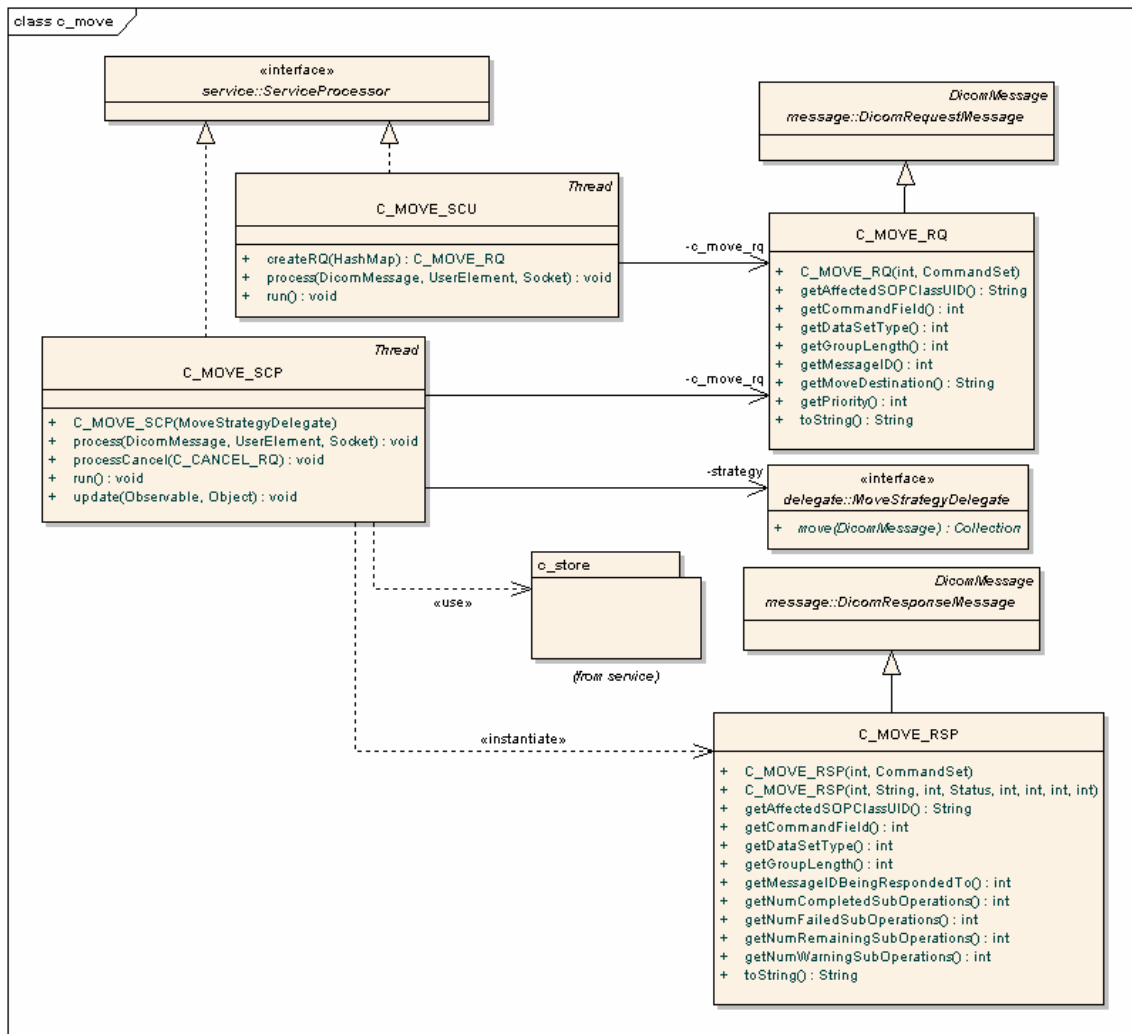 class c_move
«interface»
service::ServiceProcessor
DicomMessage
message::DicomRequestMessage
Thread
C_MOVE_SCU
+ createRQ(HashMap) : C_MOVE_RQ
+ process(DicomMessage, UserElement, Socket) : void
+ run() : void
-c_move_rq
C_MOVE_RQ
+ C_MOVE_RQ(int, CommandSet)
+ getAffectedSOPClassUID() : String
+ getCommandField() : int
+ getDataSetType() : int
+ getGroupLength() : int
+ getMessageID() : int
+ getMoveDestination() : String
+ getPriority() : int
+ toString() : String
Thread
C_MOVE_SCP
+ C_MOVE_SCP(MoveStrategyDelegate)
+ process(DicomMessage, UserElement, Socket) : void
+ processCancel(C_CANCEL_RQ) : void
+ run() : void
+ update(Observable, Object) : void
-c_move_rq
-strategy
«interface»
delegate::MoveStrategyDelegate
+ move(DicomMessage) : Collection
c_store
«use»
(from service)
DicomMessage
message::DicomResponseMessage
«instantiate»
C_MOVE_RSP
+ C_MOVE_RSP(int, CommandSet)
+ C_MOVE_RSP(int, String, int, Status, int, int, int, int)
+ getAffectedSOPClassUID() : String
+ getCommandField() : int
+ getDataSetType() : int
+ getGroupLength() : int
+ getMessageIDBeingRespondedTo() : int
+ getNumCompletedSubOperations() : int
+ getNumFailedSubOperations() : int
+ getNumRemainingSubOperations() : int
+ getNumWarningSubOperations() : int
+ toString() : String